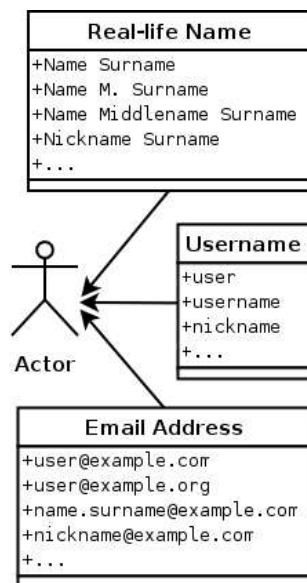 Real-life Name
+Name Surname
+Name M. Surname
+Name Middlename Surname
+Nickname Surname
+...
Username
+user
+username
+nickname
+...
Actor
Email Address
+user@example.com
+user@example.org
+name.surname@example.com
+nickname@example.com
+...